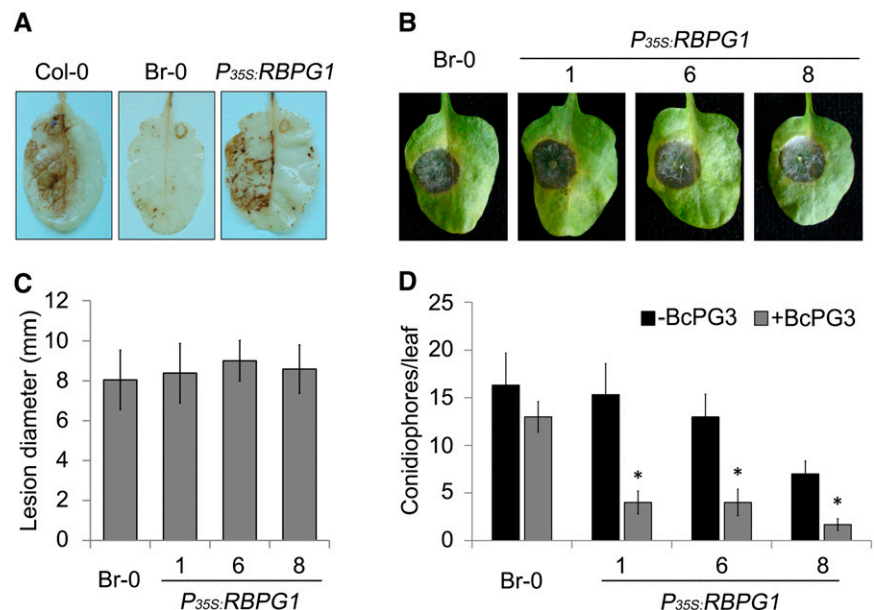 A
Col-0 Br-0 P35S:RBPG1
B
Br-0
P35S:RBPG1
1 6 8
C
Lesion diameter (mm)
12
10
8
6
4
2
0
Br-0
1 6 8
P35S:RBPG1
D
Conidiophores/leaf
25
20
15
10
5
0
-BcPG3 +BcPG3
* * *
Br-0
1 6 8
P35S:RBPG1